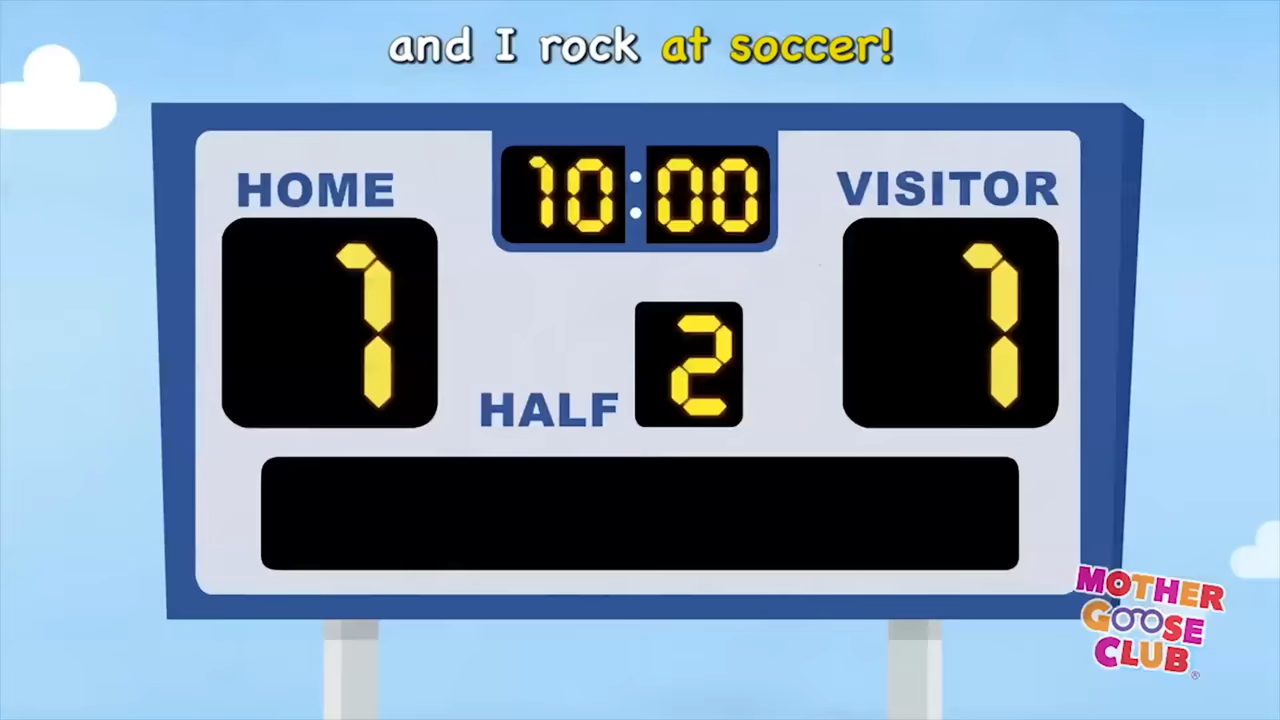 and I rock at soccer!
10:00
HOME
VISITOR
1
1
HALF 2
MOTHER
GOOSE
CLUB®